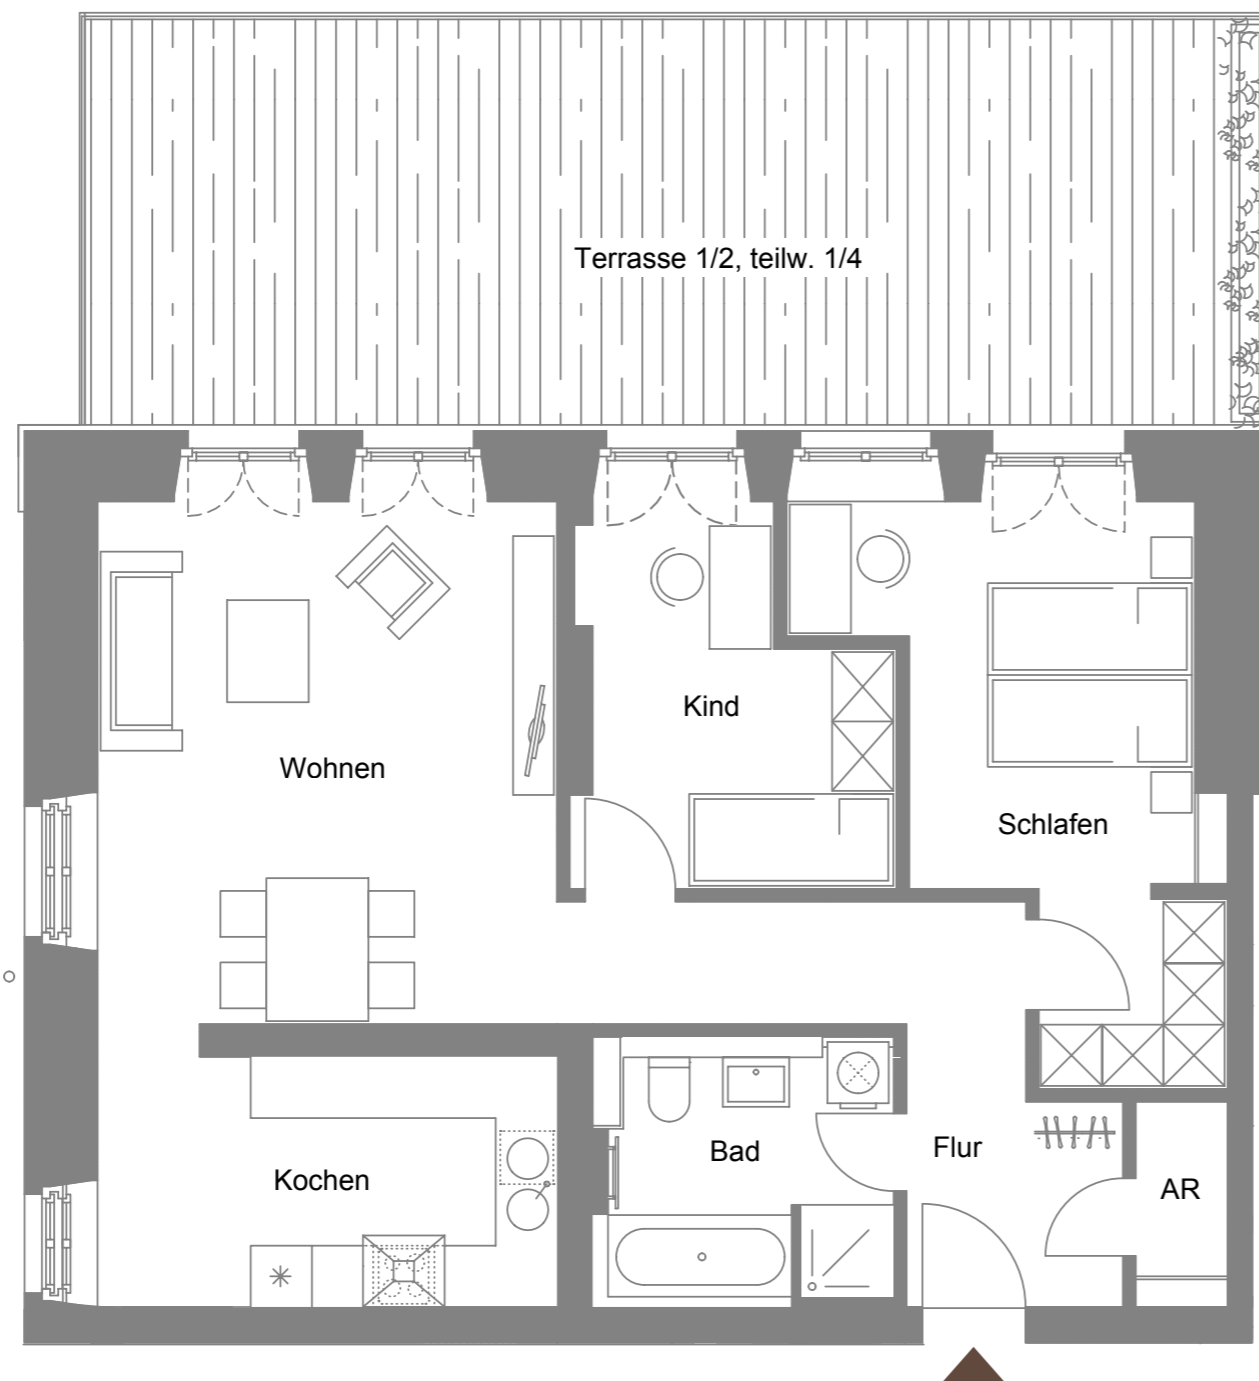 Terrasse 1/2, teilw. 1/4
Kind
Wohnen
Schlafen
Flur
Bad
Kochen
AR